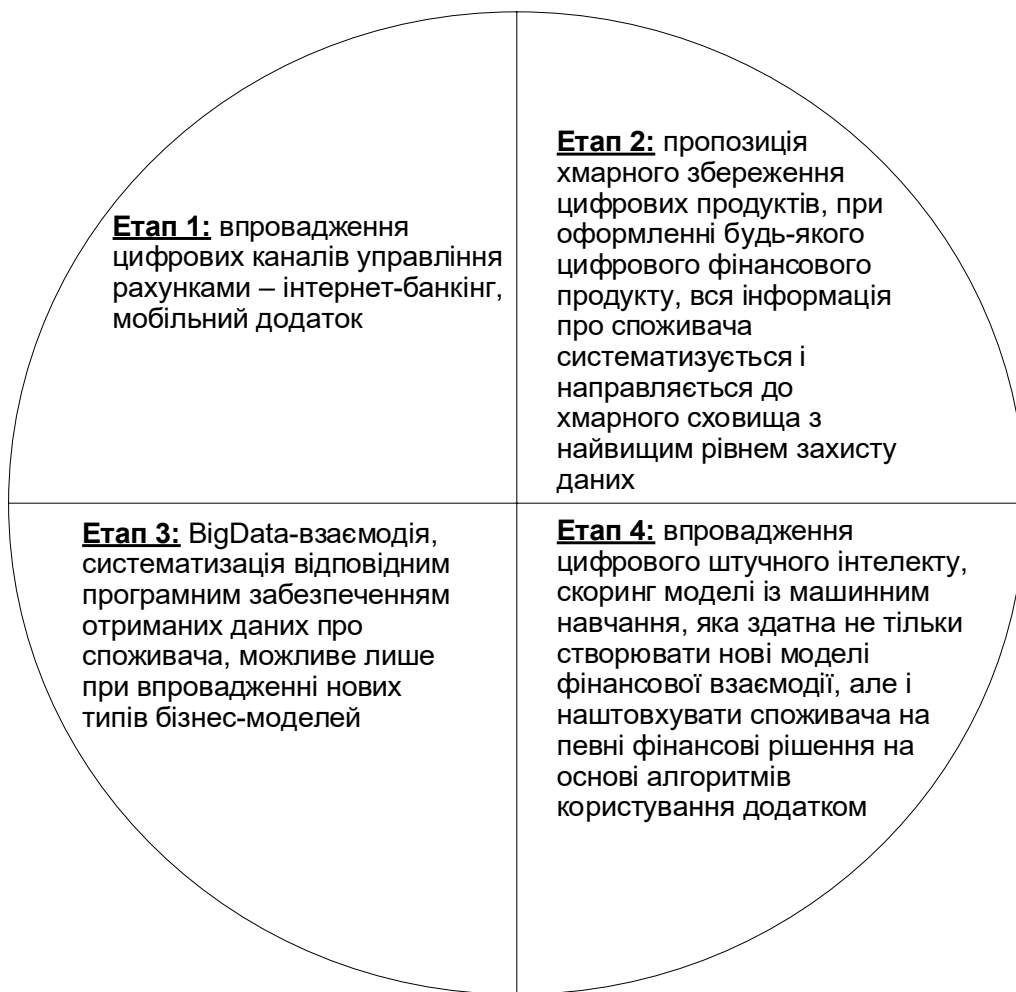 Етап 1: впровадження
цифрових каналів управління
рахунками – інтернет-банкінг,
мобільний додаток
Етап 2: пропозиція
хмарного збереження
цифрових продуктів, при
оформленні будь-якого
цифрового фінансового
продукту, вся інформація
про споживача
систематизується і
направляється до
хмарного сховища з
найвищим рівнем захисту
даних
Етап 3: BigData-взаємодія,
систематизація відповідним
програмним забезпеченням
отриманих даних про
споживача, можливе лише
при впровадженні нових
типів бізнес-моделей
Етап 4: впровадження
цифрового штучного інтелекту,
скоринг моделі із машинним
навчання, яка здатна не тільки
створювати нові моделі
фінансової взаємодії, але і
наштовхувати споживача на
певні фінансові рішення на
основі алгоритмів
користування додатком